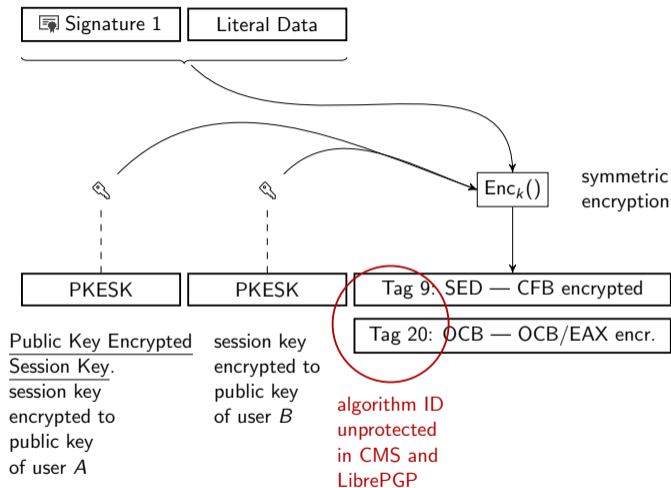 Signature 1
Literal Data
Enc_k()
symmetric
encryption
PKESK
PKESK
Tag 9: SED — CFB encrypted
Tag 20: OCB — OCB/EAX encr.
Public Key Encrypted
Session Key.
session key
encrypted to
public key
of user A
session key
encrypted to
public key
of user B
algorithm ID
unprotected
in CMS and
LibrePGP